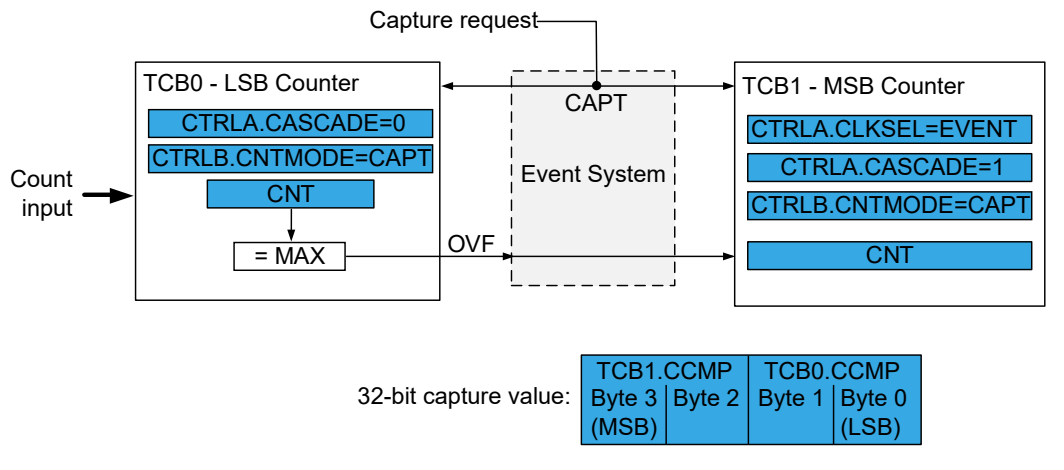 Capture request
TCB0 - LSB Counter
CTRLA.CASCADE=0
CTRLB.CNTMODE=CAPT
CNT
= MAX
Count
input
OVF
CAPT
Event System
TCB1 - MSB Counter
CTRLA.CLKSEL=EVENT
CTRLA.CASCADE=1
CTRLB.CNTMODE=CAPT
CNT
32-bit capture value:
TCB1.CCMP TCB0.CCMP
Byte 3 Byte 2 Byte 1 Byte 0
(MSB) (LSB)